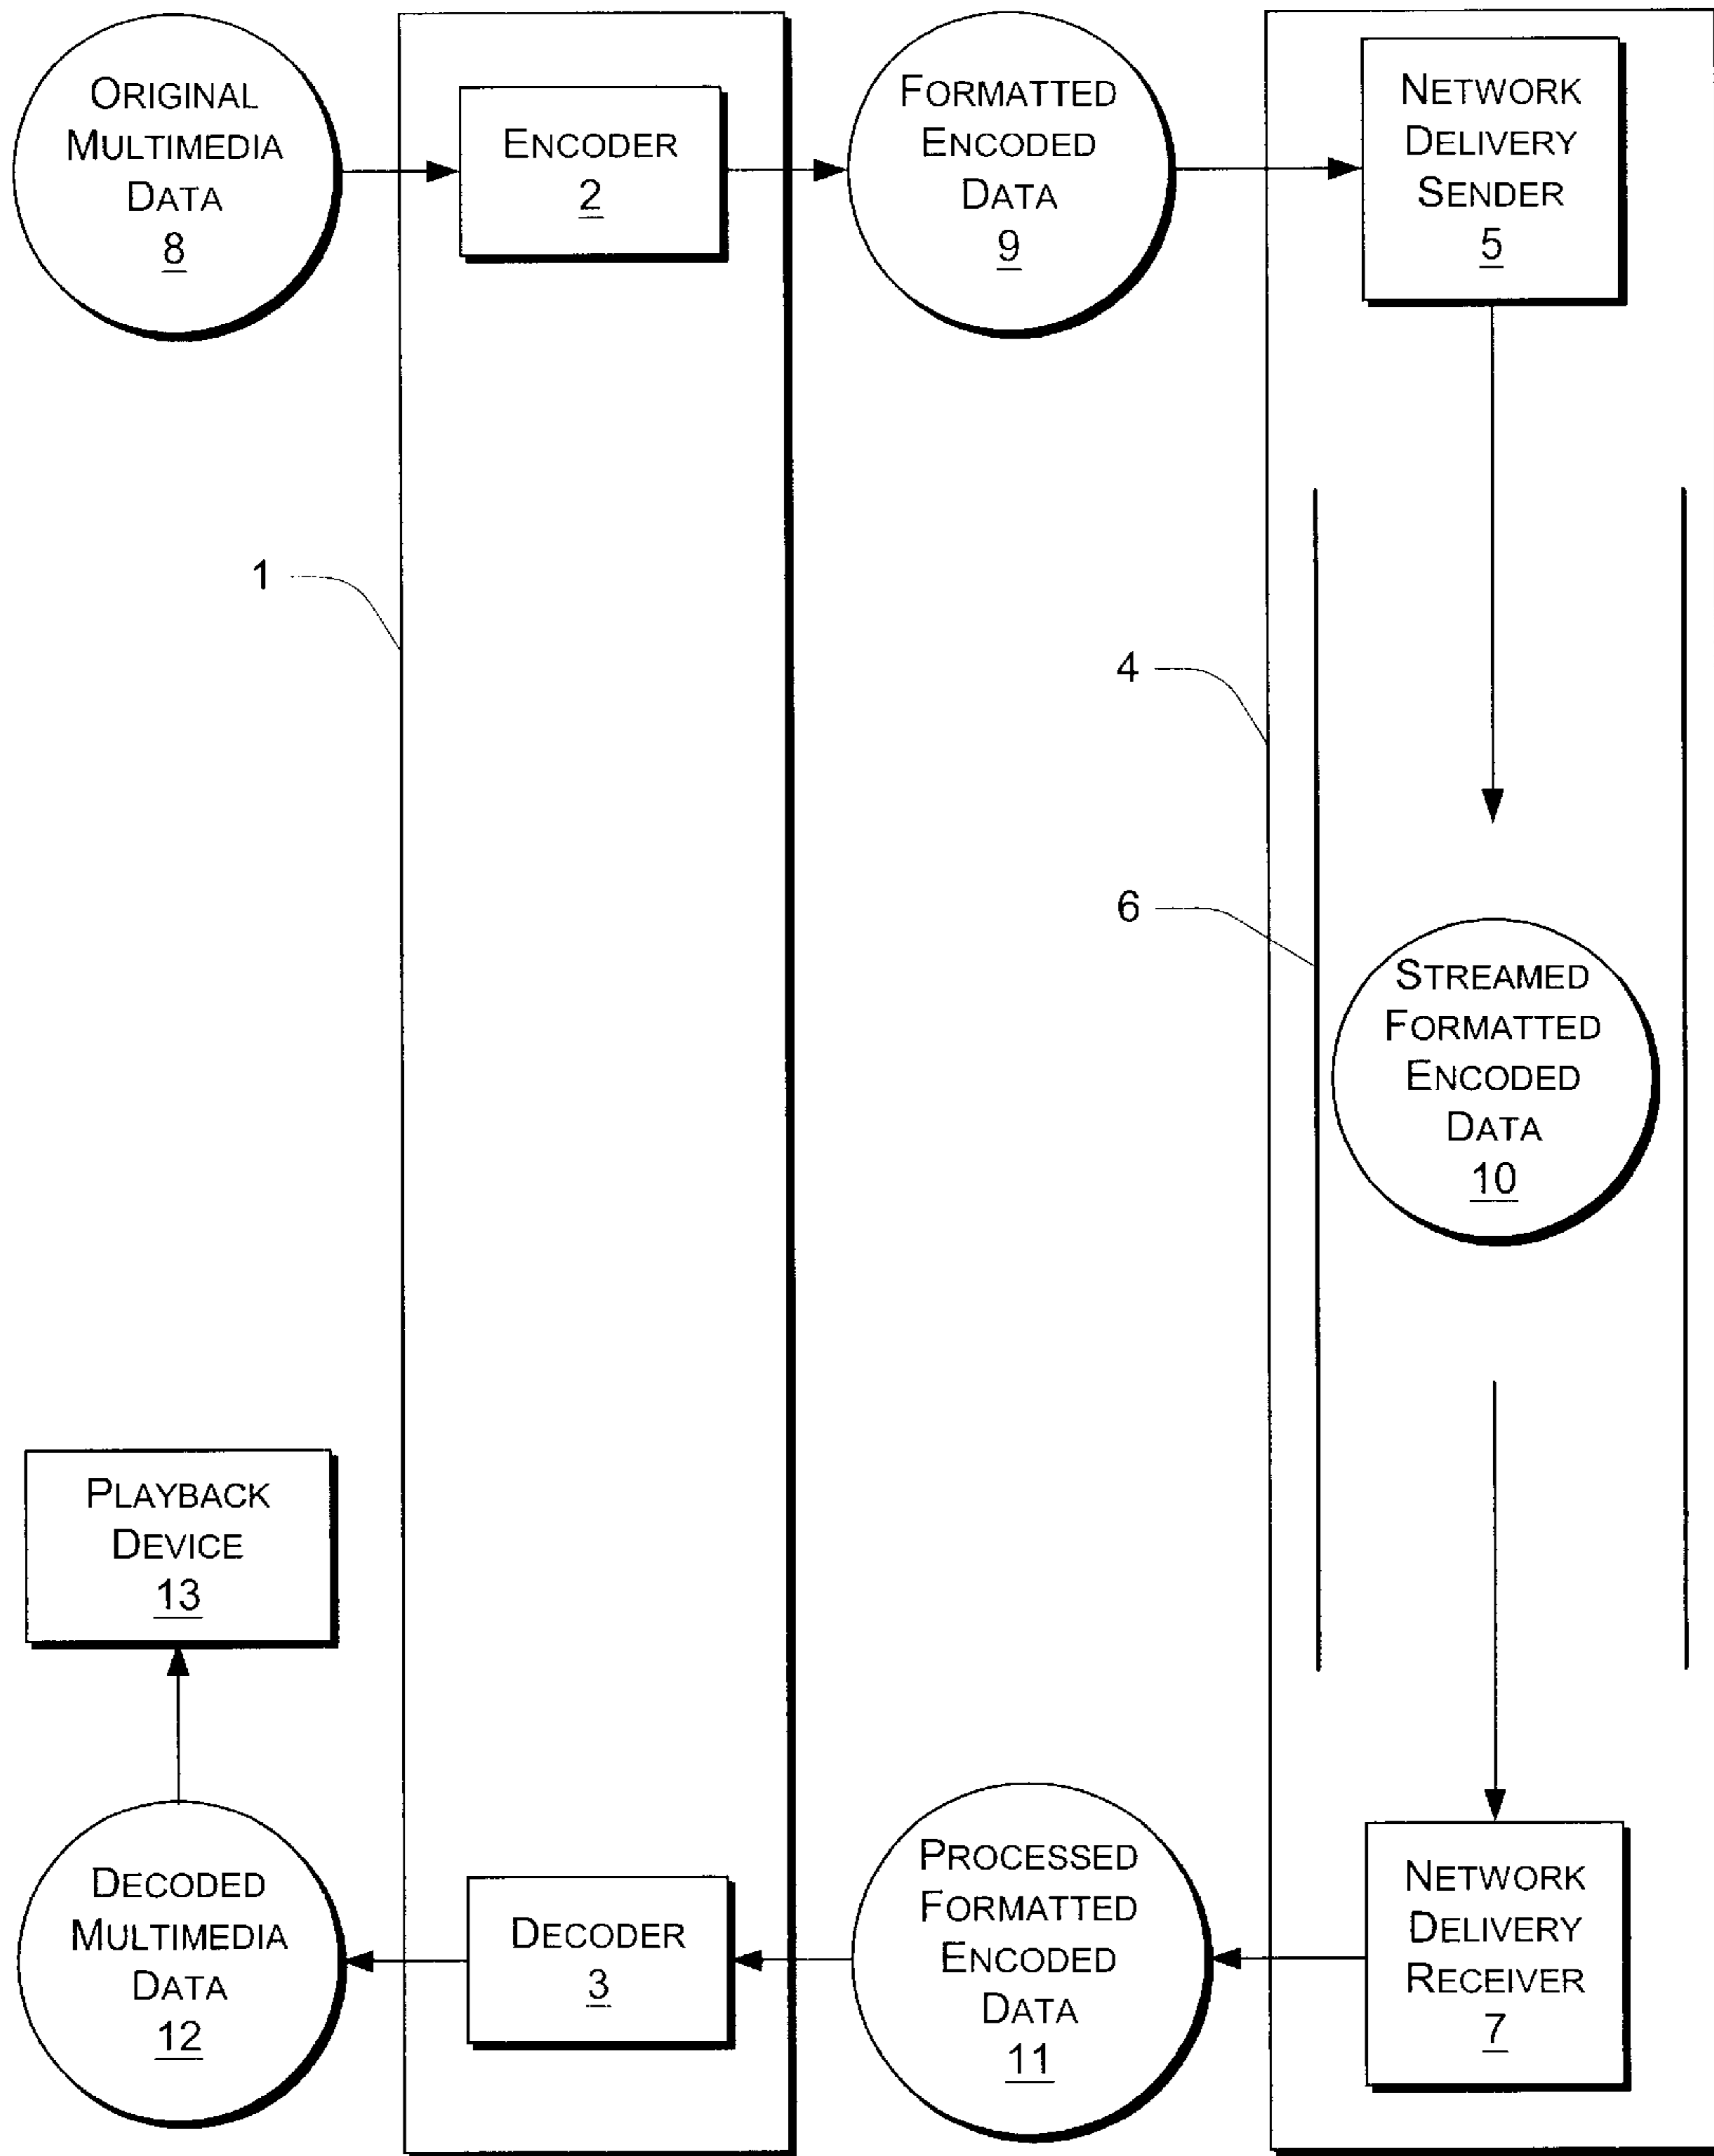 ORIGINAL
MULTIMEDIA
DATA
8
ENCODER
2
FORMATTED
ENCODED
DATA
9
NETWORK
DELIVERY
SENDER
5
1
4
6
STREAMED
FORMATTED
ENCODED
DATA
10
PLAYBACK
DEVICE
13
DECODED
MULTIMEDIA
DATA
12
DECODER
3
PROCESSED
FORMATTED
ENCODED
DATA
11
NETWORK
DELIVERY
RECEIVER
7